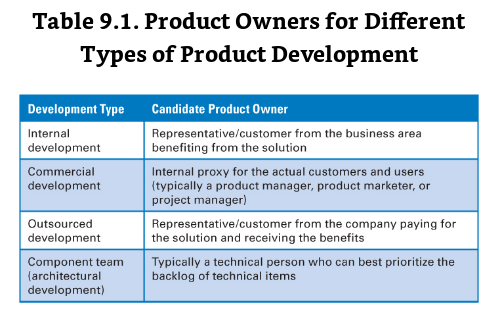 Table 9.1. Product Owners for Different
Types of Product Development
Development Type Candidate Product Owner
Internal Representative/customer from the business area
development benefiting from the solution
Commercial Internal proxy for the actual customers and users
development (typically a product manager, product marketer, or
project manager)
Outsourced Representative/customer from the company paying for
development the solution and receiving the benefits
Component team Typically a technical person who can best prioritize the
(architectural backlog of technical items
development)